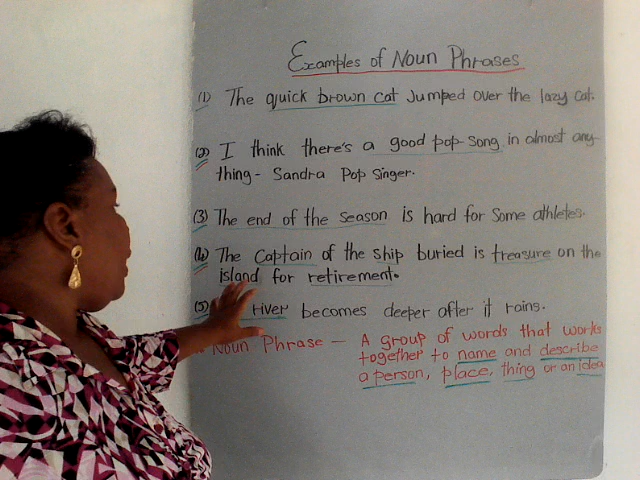 Examples of Noun Phrases
(1) The quick brown cat jumped over the lazy cat.
(2) I think there's a good pop-song in almost any-
thing - Sandra Pop Singer.
(3) The end of the season is hard for some athletes.
(4) The Captain of the ship buried is treasure on the
island for retirement.
(5) river becomes deeper after it rains.
Noun Phrase - A group of words that works
together to name and describe
a person, place, thing or an idea